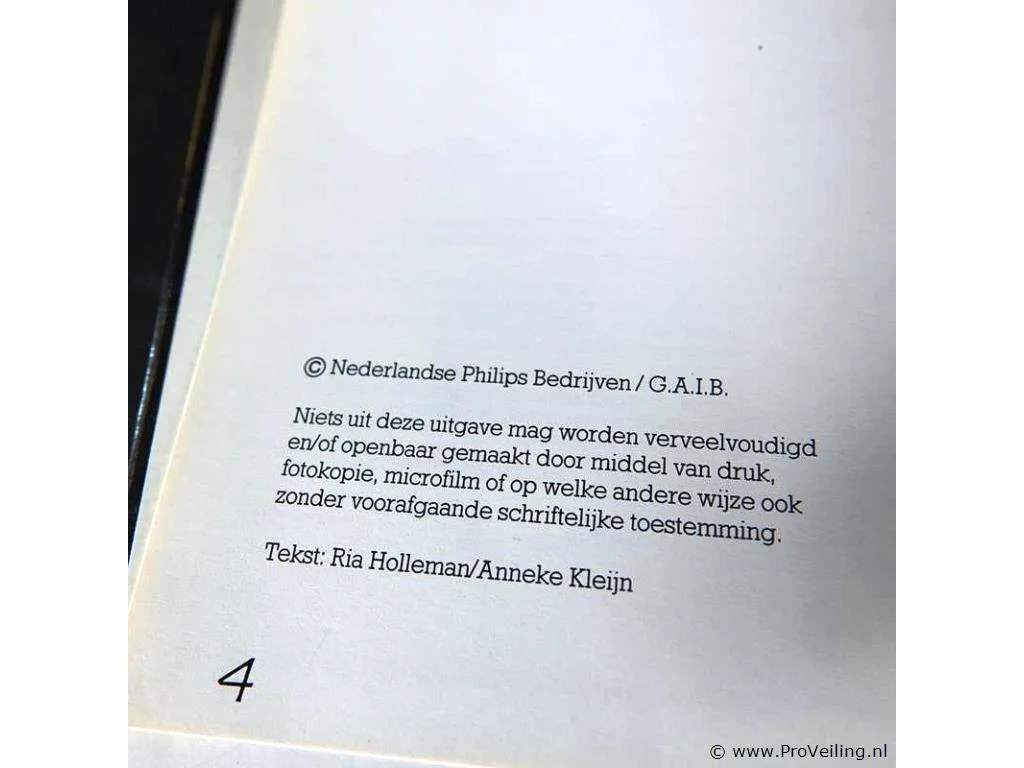 © Nederlandse Philips Bedrijven / G.A.I.B.
Niets uit deze uitgave mag worden verveelvoudigd
en/of openbaar gemaakt door middel van druk,
fotokopie, microfilm of op welke andere wijze ook
zonder voorafgaande schriftelijke toestemming.
Tekst: Ria Holleman/Anneke Kleijn
4
© www.ProVeiling.nl